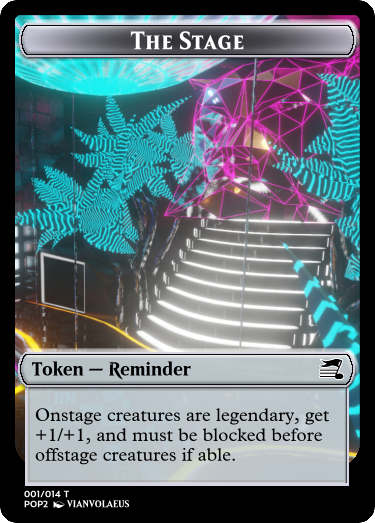 The Stage
Token — Reminder
Onstage creatures are legendary, get
+1/+1, and must be blocked before
offstage creatures if able.
001/014 T
POP2 VIANVOLAEUS